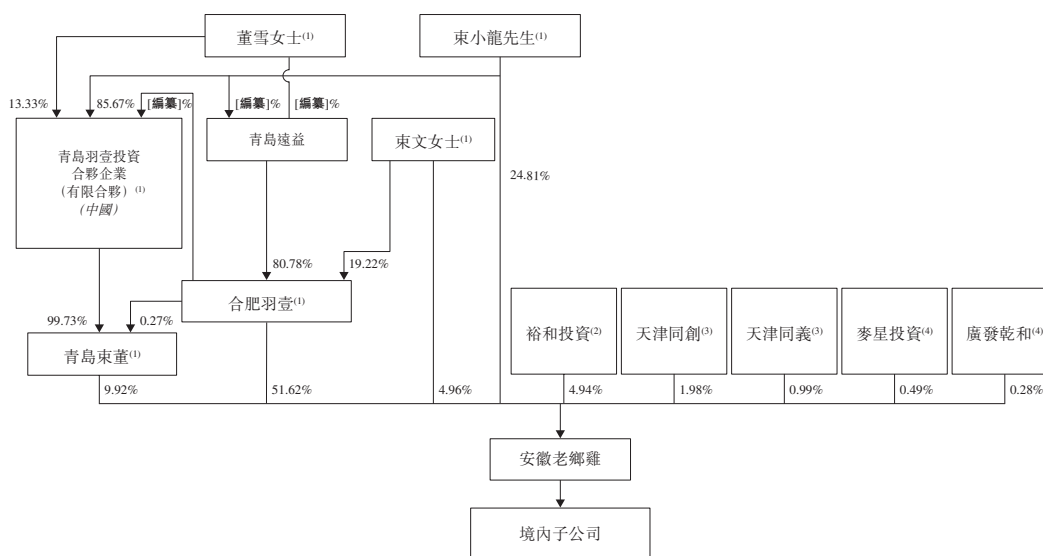 董雪女士(1)
束小龍先生(1)
13.33%
85.67%
[編纂]%
[編纂]%
[編纂]%
青島羽壹投資
合夥企業
(有限合夥)(1)
(中國)
青島遠益
束文女士(1)
24.81%
80.78%
19.22%
合肥羽壹(1)
99.73%
0.27%
青島束董(1)
裕和投資(2)
天津同創(3)
天津同義(3)
麥星投資(4)
廣發乾和(4)
9.92%
51.62%
4.96%
4.94%
1.98%
0.99%
0.49%
0.28%
安徽老鄉雞
境內子公司